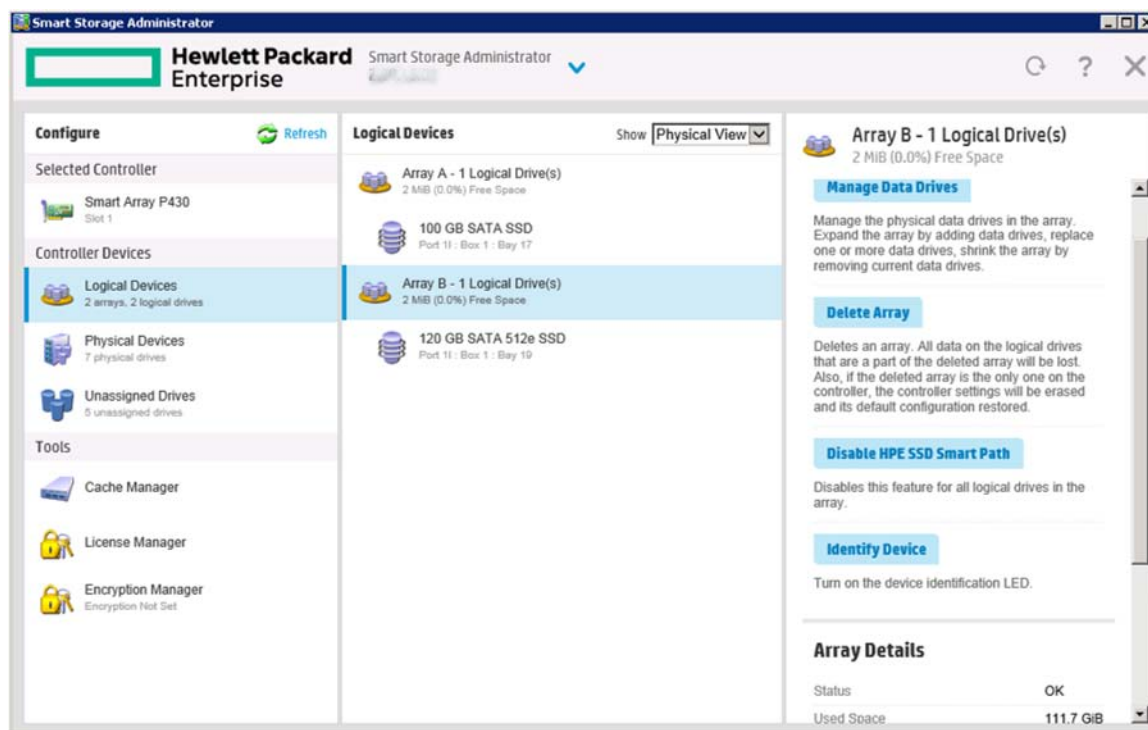 Smart Storage Administrator
Hewlett Packard
Enterprise
Smart Storage Administrator
?
Configure
Refresh
Selected Controller
Smart Array P430
Slot 1
Controller Devices
Logical Devices
2 arrays, 2 logical drives
Physical Devices
7 physical drives
Unassigned Drives
5 unassigned drives
Tools
Cache Manager
License Manager
Encryption Manager
Encryption Not Set
Logical Devices
Show Physical View
Array A - 1 Logical Drive(s)
2 MiB (0.0%) Free Space
100 GB SATA SSD
Port 1I : Box 1 : Bay 17
Array B - 1 Logical Drive(s)
2 MiB (0.0%) Free Space
120 GB SATA 512e SSD
Port 1I : Box 1 : Bay 19
Array B - 1 Logical Drive(s)
2 MiB (0.0%) Free Space
Manage Data Drives
Manage the physical data drives in the array.
Expand the array by adding data drives, replace
one or more data drives, shrink the array by
removing current data drives.
Delete Array
Deletes an array. All data on the logical drives
that are a part of the deleted array will be lost.
Also, if the deleted array is the only one on the
controller, the controller settings will be erased
and its default configuration restored.
Disable HPE SSD Smart Path
Disables this feature for all logical drives in the
array.
Identify Device
Turn on the device identification LED.
Array Details
Status OK
Used Space 111.7 GiB